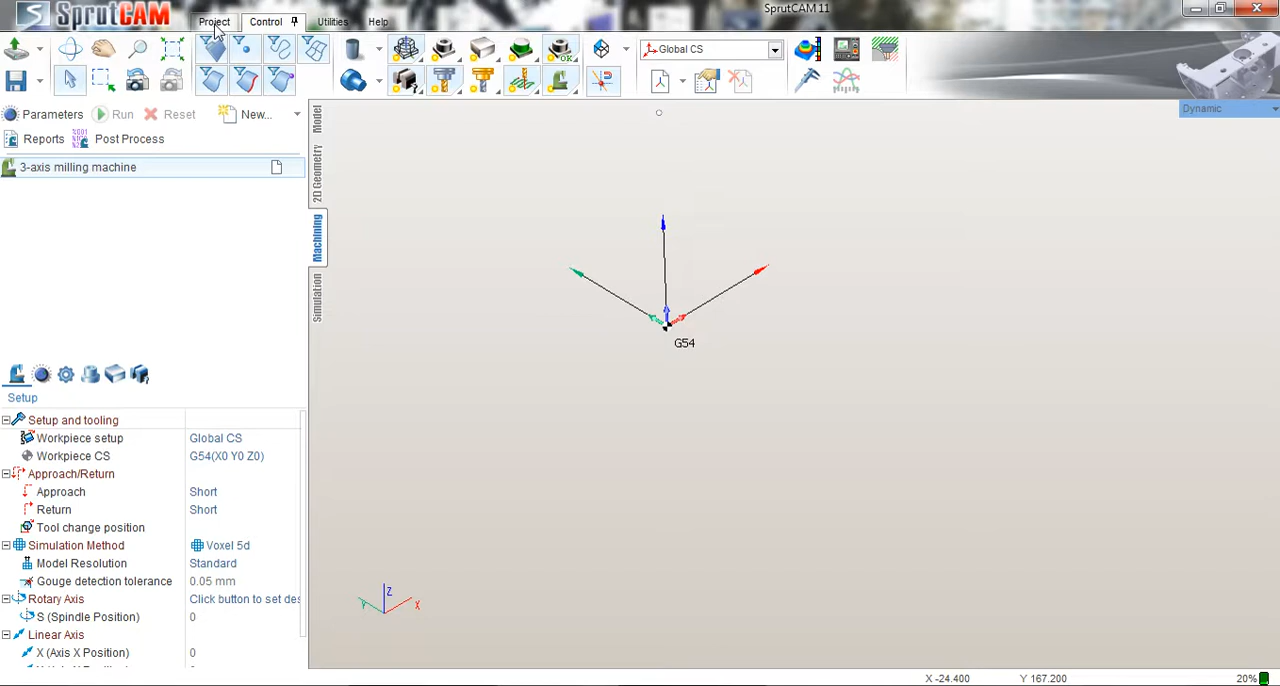 SprutCAM
Project
Control
Utilities
Help
SprutCAM 11
Global CS
Dynamic
Parameters
Run
Reset
New...
Reports
Post Process
3-axis milling machine
Model
2D Geometry
Machining
Simulation
G54
Z
Y
X
Setup
Setup and tooling
Workpiece setup Global CS
Workpiece CS G54(X0 Y0 Z0)
Approach/Return
Approach Short
Return Short
Tool change position
Simulation Method Voxel 5d
Model Resolution Standard
Gouge detection tolerance 0.05 mm
Rotary Axis Click button to set des
S (Spindle Position) 0
Linear Axis
X (Axis X Position) 0
X -24.400 Y 167.200 20%